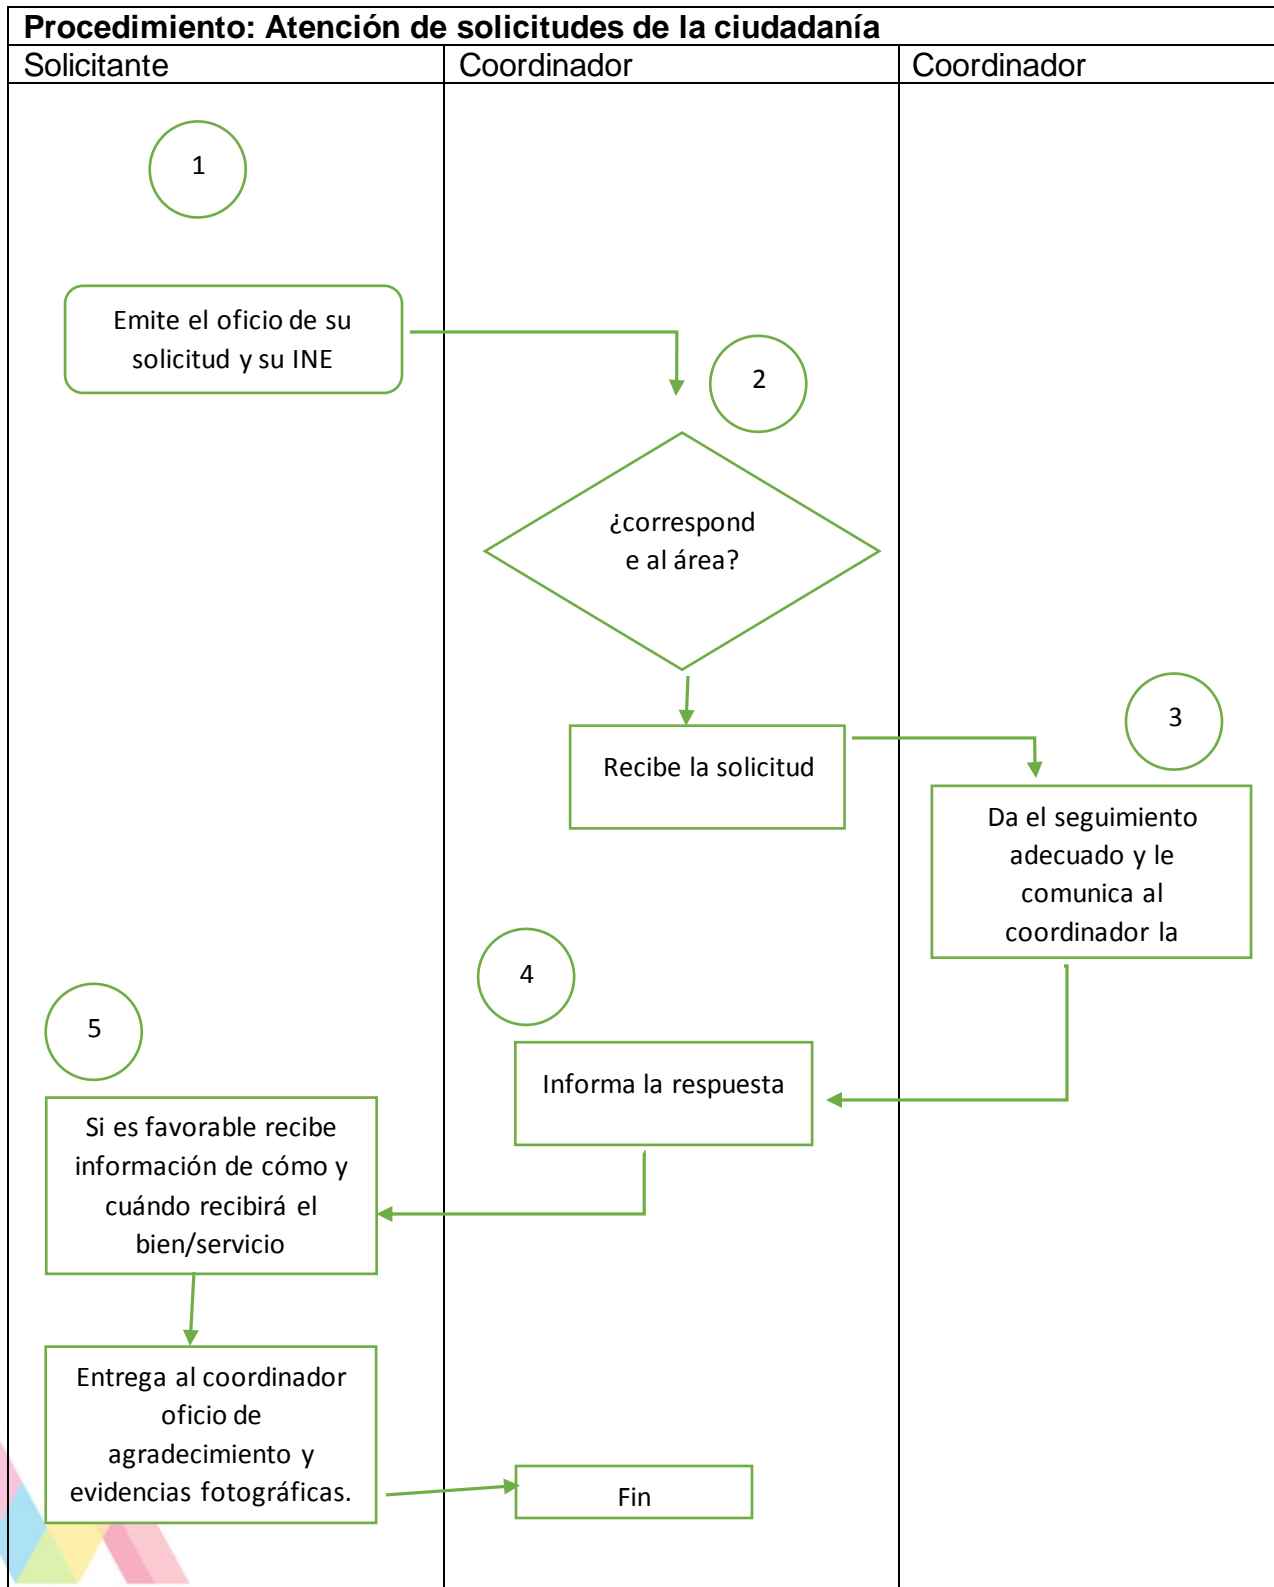 Procedimiento: Atención de solicitudes de la ciudadanía
Solicitante
Coordinador
Coordinador
1
Emite el oficio de su
solicitud y su INE
2
¿correspond
e al área?
Recibe la solicitud
3
Da el seguimiento
adecuado y le
comunica al
coordinador la
4
Informa la respuesta
5
Si es favorable recibe
información de cómo y
cuándo recibirá el
bien/servicio
Entrega al coordinador
oficio de
agradecimiento y
evidencias fotográficas.
Fin